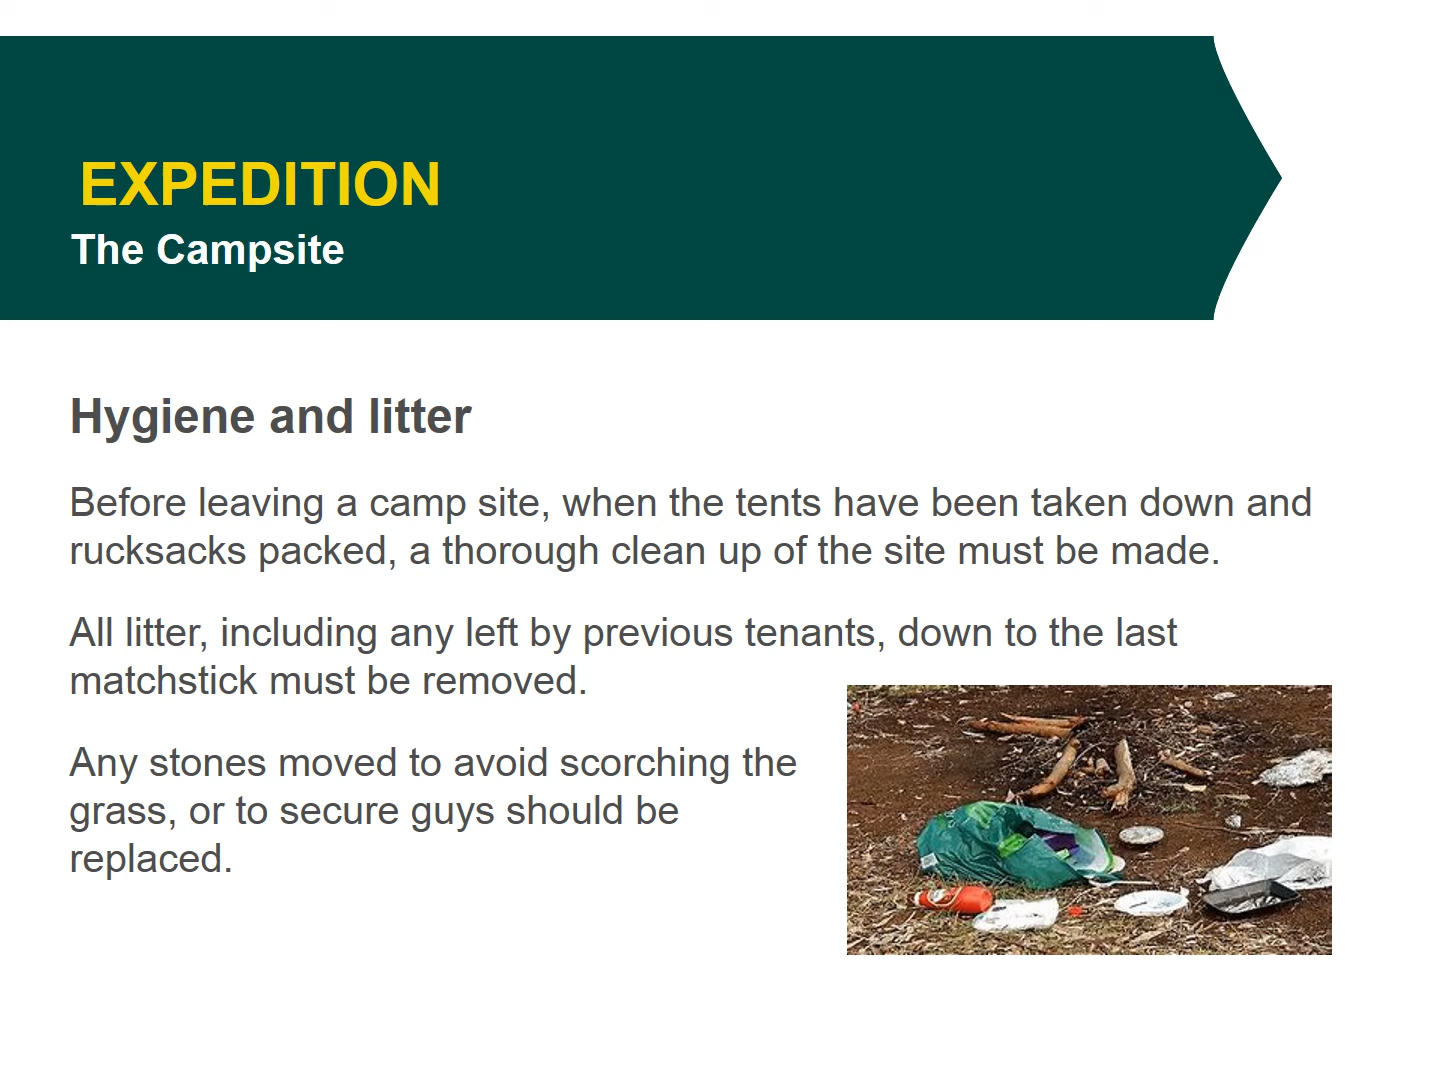 EXPEDITION
The Campsite
Hygiene and litter
Before leaving a camp site, when the tents have been taken down and
rucksacks packed, a thorough clean up of the site must be made.
All litter, including any left by previous tenants, down to the last
matchstick must be removed.
Any stones moved to avoid scorching the
grass, or to secure guys should be
replaced.